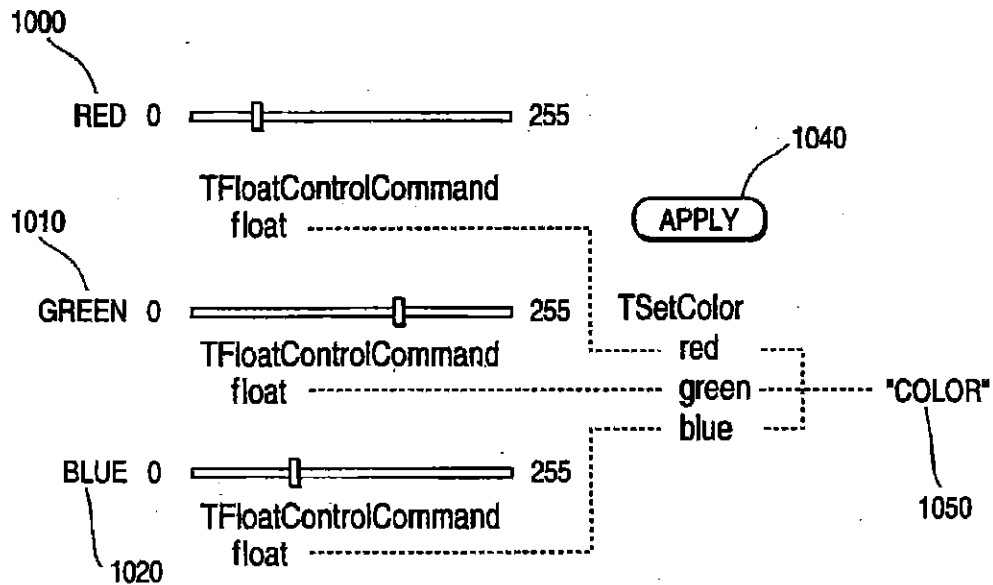 1000
RED 0 255
1040
TFloatControlCommand
float
APPLY
1010
GREEN 0 255
TSetColor
TFloatControlCommand
float
red
green
blue
"COLOR"
BLUE 0 255
1050
TFloatControlCommand
float
1020